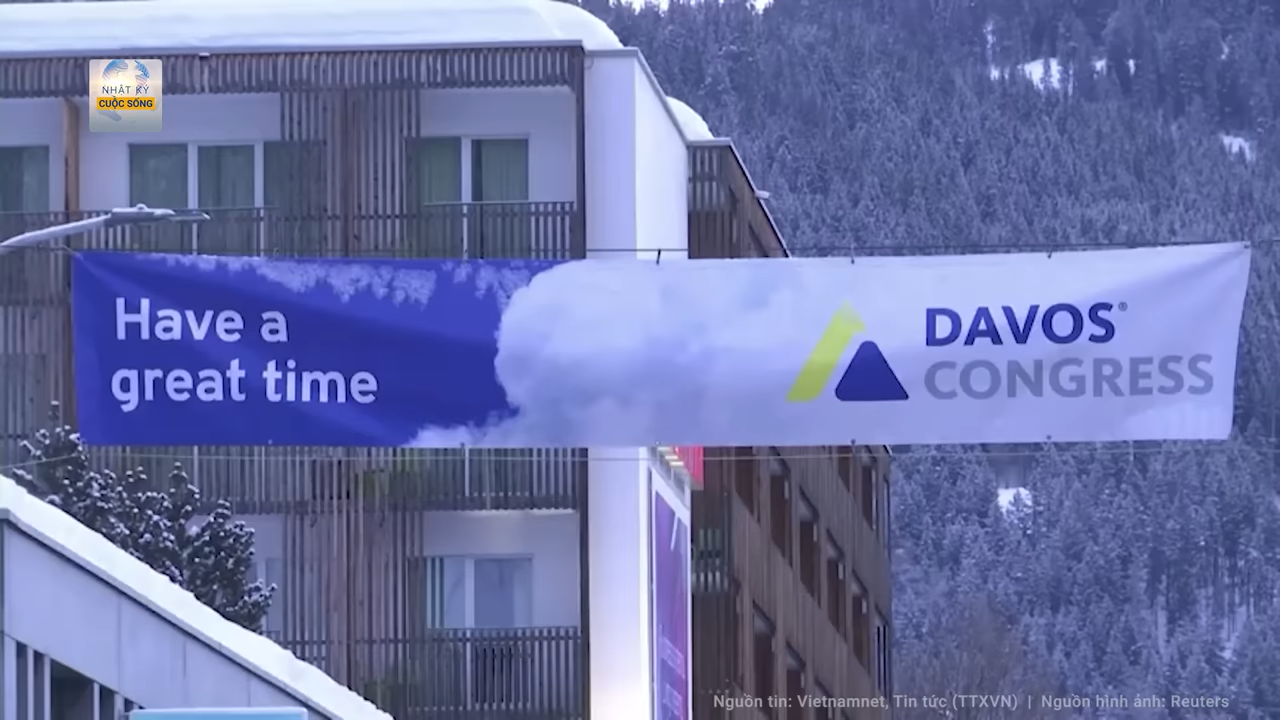 NHẬT KÝ
CUỘC SỐNG
Have a
great time
DAVOS®
CONGRESS
Nguồn tin: Vietnamnet, Tin tức (TTXVN) | Nguồn hình ảnh: Reuters